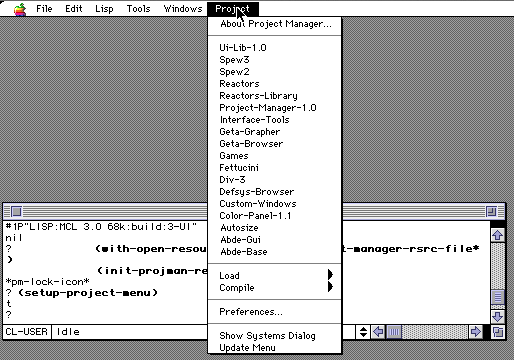 File Edit Lisp Tools Windows Project
About Project Manager...
Ui-Lib-1.0
Spew3
Spew2
Reactors
Reactors-Library
Project-Manager-1.0
Interface-Tools
Geta-Grapher
Geta-Browser
Games
Fettucini
Div-3
Defsys-Browser
Custom-Windows
Color-Panel-1.1
Autosize
Abde-Gui
Abde-Base
Load
Compile
Preferences...
Show Systems Dialog
Update Menu
#1P"LISP:MCL 3.0 68k:build:3-UI"
nil
? (with-open-resou t-manager-rsrc-file*
)
(init-projman-re
*pm-lock-icon*
? (setup-project-menu)
t
?
CL-USER Idle